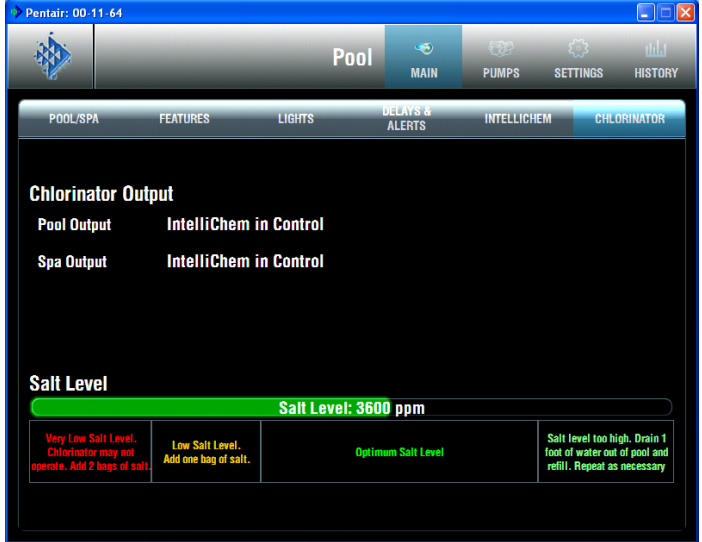 Pentair: 00-11-64
Pool
MAIN
PUMPS
SETTINGS
HISTORY
POOL/SPA
FEATURES
LIGHTS
DELAYS &
ALERTS
INTELLICHEM
CHLORINATOR
Chlorinator Output
Pool Output IntelliChem in Control
Spa Output IntelliChem in Control
Salt Level
Salt Level: 3600 ppm
Very Low Salt Level.
Chlorinator may not
operate. Add 2 bags of salt.
Low Salt Level.
Add one bag of salt.
Optimum Salt Level
Salt level too high. Drain 1
foot of water out of pool and
refill. Repeat as necessary